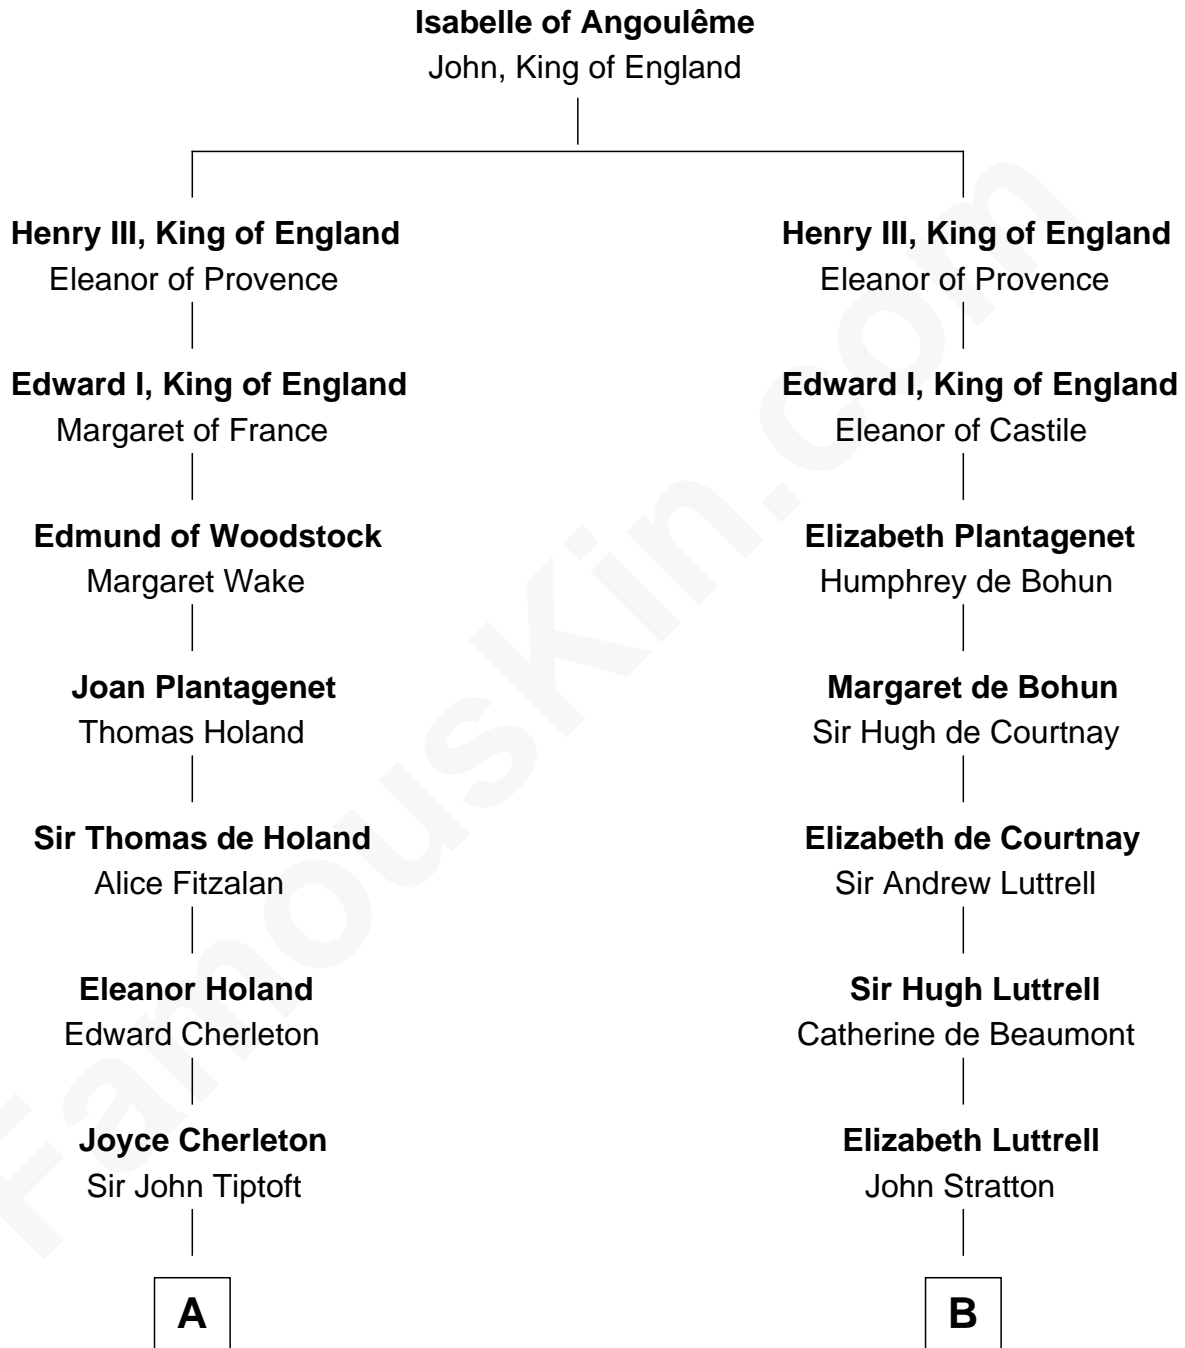 Isabelle of Angoulême
John, King of England
Henry III, King of England
Eleanor of Provence
Edward I, King of England
Margaret of France
Edmund of Woodstock
Margaret Wake
Joan Plantagenet
Thomas Holand
Sir Thomas de Holand
Alice Fitzalan
Eleanor Holand
Edward Cherleton
Joyce Cherleton
Sir John Tiptoft
A
Henry III, King of England
Eleanor of Provence
Edward I, King of England
Eleanor of Castile
Elizabeth Plantagenet
Humphrey de Bohun
Margaret de Bohun
Sir Hugh de Courtnay
Elizabeth de Courtnay
Sir Andrew Luttrell
Sir Hugh Luttrell
Catherine de Beaumont
Elizabeth Luttrell
John Stratton
B
FamousKin.com